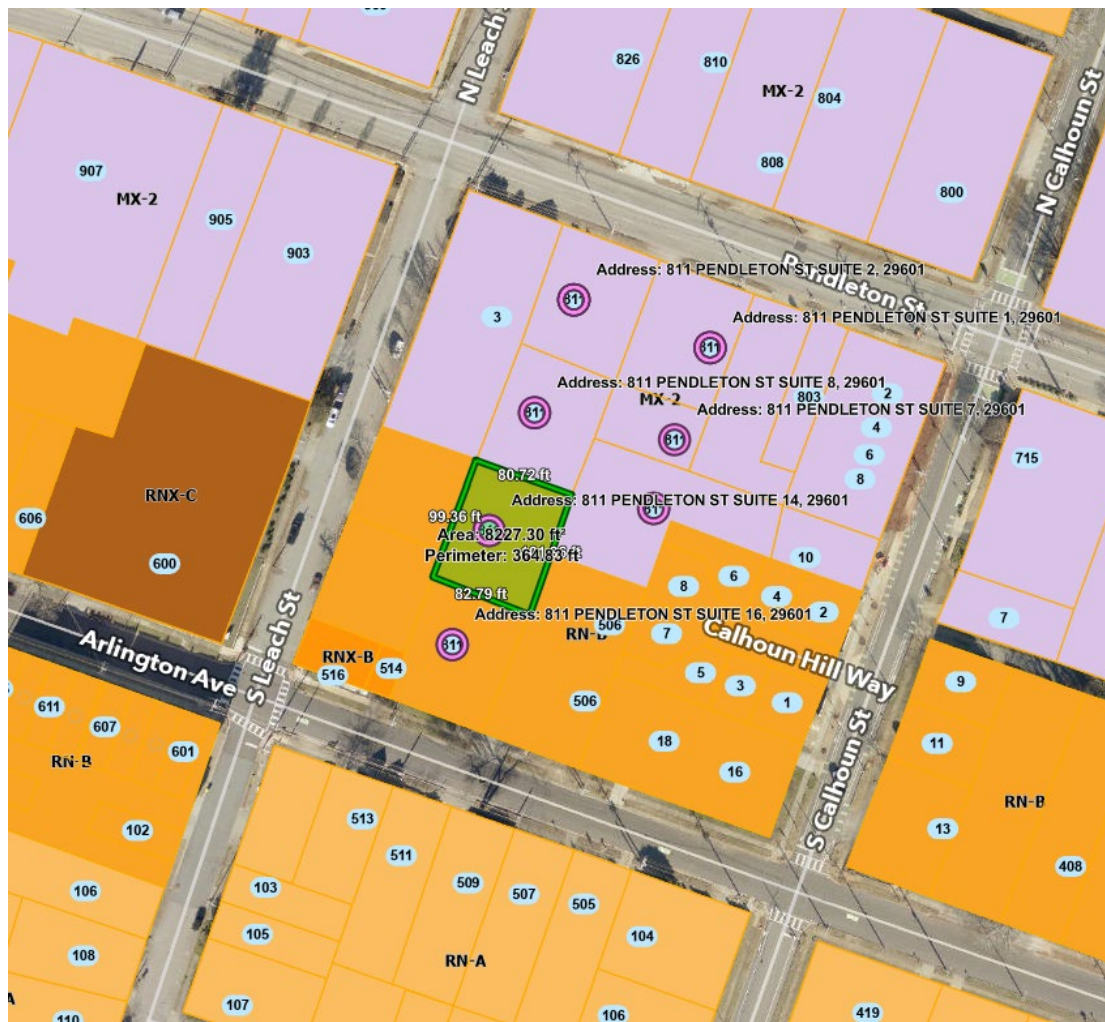 N Leach
826
810
MX-2
804
808
800
N Calhoun St
907
MX-2
905
903
Pendleton St
Address: 811 PENDLETON ST SUITE 2, 29601
811
3
Address: 811 PENDLETON ST SUITE 1, 29601
811
Address: 811 PENDLETON ST SUITE 8, 29601
811
MX-2
803
2
Address: 811 PENDLETON ST SUITE 7, 29601
811
4
6
8
715
80.72 ft
Address: 811 PENDLETON ST SUITE 14, 29601
99.36 ft
811
Area: 8227.30 ft²
Perimeter: 364.83 ft
82.79 ft
RNX-C
606
600
10
8
6
4
2
7
Address: 811 PENDLETON ST SUITE 16, 29601
811
506
RN-B
7
Calhoun Hill Way
Arlington Ave
S Leach St
RNX-B
516
514
5
3
1
506
18
16
S Calhoun St
9
11
RN-B
13
408
611
607
601
RN-B
102
513
511
509
507
505
106
103
105
104
108
RN-A
107
106
110
419